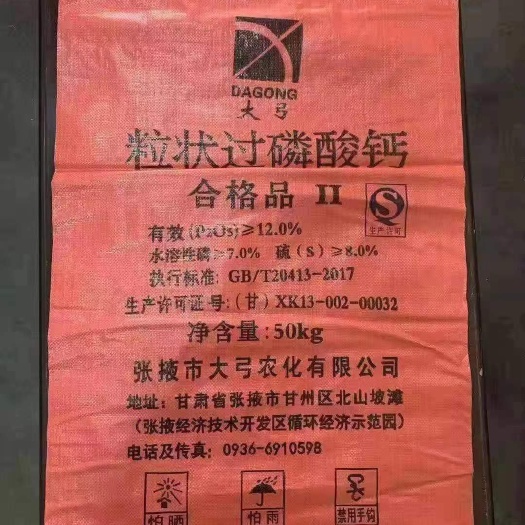 DAGONG
大弓
粒状过磷酸钙
合格品 II
生产许可
有效(P₂O₅)≥12.0%
水溶性磷≥7.0% 硫(S)≥8.0%
执行标准: GB/T20413-2017
生产许可证号:(甘)XK13-002-00032
净含量:50kg
张掖市大弓农化有限公司
地址: 甘肃省张掖市甘州区北山坡滩
(张掖经济技术开发区循环经济示范园)
电话及传真: 0936-6910598
怕晒 怕雨 禁用手钩